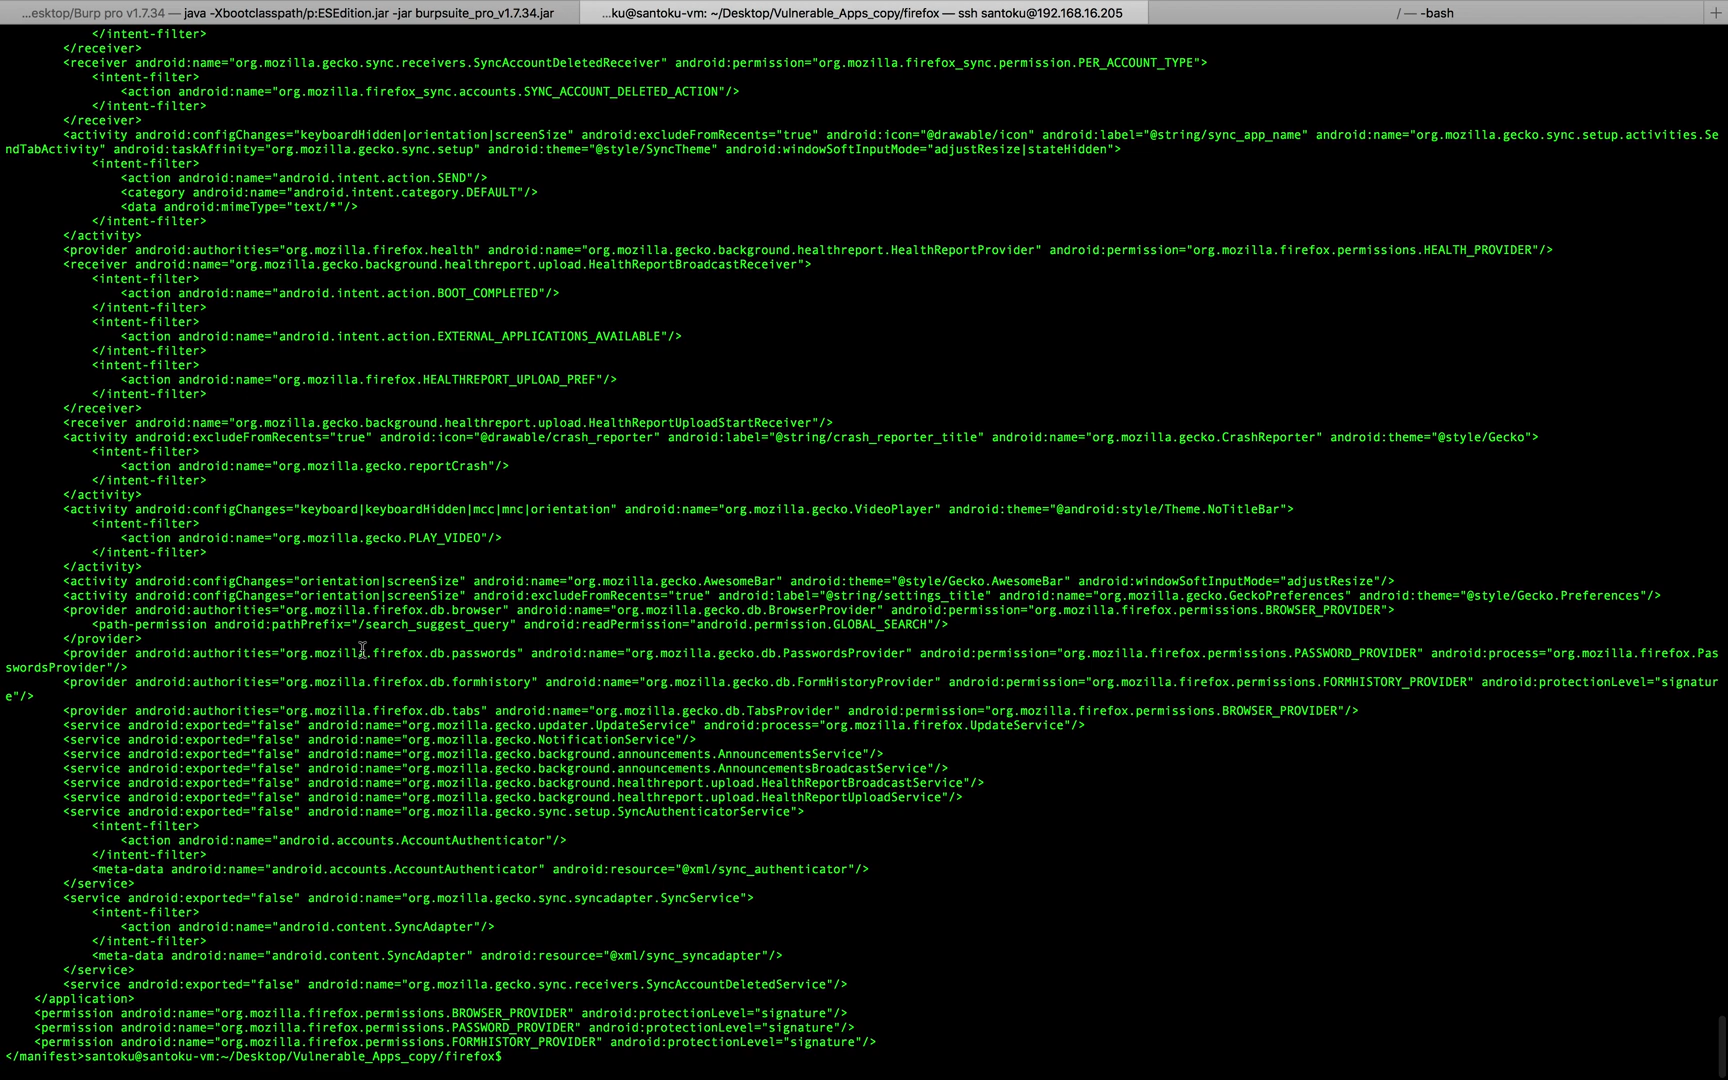 ...esktop/Burp pro v1.7.34 — java -Xbootclasspath/p:ESEdition.jar -jar burpsuite_pro_v1.7.34.jar
...ku@santoku-vm: ~/Desktop/Vulnerable_Apps_copy/firefox — ssh santoku@192.168.16.205
/ — -bash
+
</intent-filter>
</receiver>
<receiver android:name="org.mozilla.gecko.sync.receivers.SyncAccountDeletedReceiver" android:permission="org.mozilla.firefox_sync.permission.PER_ACCOUNT_TYPE">
<intent-filter>
<action android:name="org.mozilla.firefox_sync.accounts.SYNC_ACCOUNT_DELETED_ACTION"/>
</intent-filter>
</receiver>
<activity android:configChanges="keyboardHidden|orientation|screenSize" android:excludeFromRecents="true" android:icon="@drawable/icon" android:label="@string/sync_app_name" android:name="org.mozilla.gecko.sync.setup.activities.Se
ndTabActivity" android:taskAffinity="org.mozilla.gecko.sync.setup" android:theme="@style/SyncTheme" android:windowSoftInputMode="adjustResize|stateHidden">
<intent-filter>
<action android:name="android.intent.action.SEND"/>
<category android:name="android.intent.category.DEFAULT"/>
<data android:mimeType="text/*"/>
</intent-filter>
</activity>
<provider android:authorities="org.mozilla.firefox.health" android:name="org.mozilla.gecko.background.healthreport.HealthReportProvider" android:permission="org.mozilla.firefox.permissions.HEALTH_PROVIDER"/>
<receiver android:name="org.mozilla.gecko.background.healthreport.upload.HealthReportBroadcastReceiver">
<intent-filter>
<action android:name="android.intent.action.BOOT_COMPLETED"/>
</intent-filter>
<intent-filter>
<action android:name="android.intent.action.EXTERNAL_APPLICATIONS_AVAILABLE"/>
</intent-filter>
<intent-filter>
<action android:name="org.mozilla.firefox.HEALTHREPORT_UPLOAD_PREF"/>
</intent-filter>
</receiver>
<receiver android:name="org.mozilla.gecko.background.healthreport.upload.HealthReportUploadStartReceiver"/>
<activity android:excludeFromRecents="true" android:icon="@drawable/crash_reporter" android:label="@string/crash_reporter_title" android:name="org.mozilla.gecko.CrashReporter" android:theme="@style/Gecko">
<intent-filter>
<action android:name="org.mozilla.gecko.reportCrash"/>
</intent-filter>
</activity>
<activity android:configChanges="keyboard|keyboardHidden|mcc|mnc|orientation" android:name="org.mozilla.gecko.VideoPlayer" android:theme="@android:style/Theme.NoTitleBar">
<intent-filter>
<action android:name="org.mozilla.gecko.PLAY_VIDEO"/>
</intent-filter>
</activity>
<activity android:configChanges="orientation|screenSize" android:name="org.mozilla.gecko.AwesomeBar" android:theme="@style/Gecko.AwesomeBar" android:windowSoftInputMode="adjustResize"/>
<activity android:configChanges="orientation|screenSize" android:excludeFromRecents="true" android:label="@string/settings_title" android:name="org.mozilla.gecko.GeckoPreferences" android:theme="@style/Gecko.Preferences"/>
<provider android:authorities="org.mozilla.firefox.db.browser" android:name="org.mozilla.gecko.db.BrowserProvider" android:permission="org.mozilla.firefox.permissions.BROWSER_PROVIDER">
<path-permission android:pathPrefix="/search_suggest_query" android:readPermission="android.permission.GLOBAL_SEARCH"/>
</provider>
<provider android:authorities="org.mozilla.firefox.db.passwords" android:name="org.mozilla.gecko.db.PasswordsProvider" android:permission="org.mozilla.firefox.permissions.PASSWORD_PROVIDER" android:process="org.mozilla.firefox.Pas
swordsProvider"/>
<provider android:authorities="org.mozilla.firefox.db.formhistory" android:name="org.mozilla.gecko.db.FormHistoryProvider" android:permission="org.mozilla.firefox.permissions.FORMHISTORY_PROVIDER" android:protectionLevel="signatur
e"/>
<provider android:authorities="org.mozilla.firefox.db.tabs" android:name="org.mozilla.gecko.db.TabsProvider" android:permission="org.mozilla.firefox.permissions.BROWSER_PROVIDER"/>
<service android:exported="false" android:name="org.mozilla.gecko.updater.UpdateService" android:process="org.mozilla.firefox.UpdateService"/>
<service android:exported="false" android:name="org.mozilla.gecko.NotificationService"/>
<service android:exported="false" android:name="org.mozilla.gecko.background.announcements.AnnouncementsService"/>
<service android:exported="false" android:name="org.mozilla.gecko.background.announcements.AnnouncementsBroadcastService"/>
<service android:exported="false" android:name="org.mozilla.gecko.background.healthreport.upload.HealthReportBroadcastService"/>
<service android:exported="false" android:name="org.mozilla.gecko.background.healthreport.upload.HealthReportUploadService"/>
<service android:exported="false" android:name="org.mozilla.gecko.sync.setup.SyncAuthenticatorService">
<intent-filter>
<action android:name="android.accounts.AccountAuthenticator"/>
</intent-filter>
<meta-data android:name="android.accounts.AccountAuthenticator" android:resource="@xml/sync_authenticator"/>
</service>
<service android:exported="false" android:name="org.mozilla.gecko.sync.syncadapter.SyncService">
<intent-filter>
<action android:name="android.content.SyncAdapter"/>
</intent-filter>
<meta-data android:name="android.content.SyncAdapter" android:resource="@xml/sync_syncadapter"/>
</service>
<service android:exported="false" android:name="org.mozilla.gecko.sync.receivers.SyncAccountDeletedService"/>
</application>
<permission android:name="org.mozilla.firefox.permissions.BROWSER_PROVIDER" android:protectionLevel="signature"/>
<permission android:name="org.mozilla.firefox.permissions.PASSWORD_PROVIDER" android:protectionLevel="signature"/>
<permission android:name="org.mozilla.firefox.permissions.FORMHISTORY_PROVIDER" android:protectionLevel="signature"/>
</manifest>santoku@santoku-vm:~/Desktop/Vulnerable_Apps_copy/firefox$